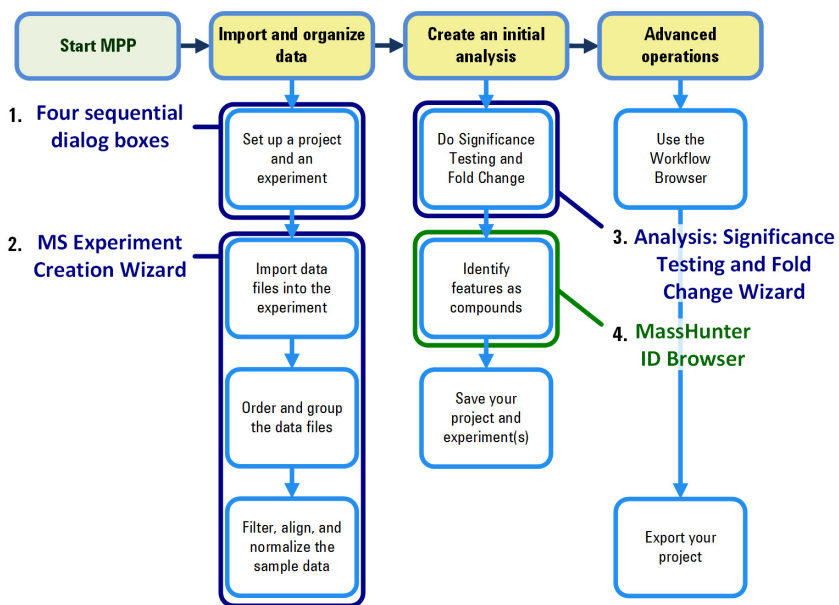 Start MPP
Import and organize
data
Create an initial
analysis
Advanced
operations
1. Four sequential
dialog boxes
Set up a project
and an
experiment
Do Significance
Testing and
Fold Change
Use the
Workflow
Browser
2. MS Experiment
Creation Wizard
Import data
files into the
experiment
Identify
features as
compounds
3. Analysis: Significance
Testing and Fold
Change Wizard
4. MassHunter
ID Browser
Order and group
the data files
Save your
project and
experiment(s)
Filter, align, and
normalize the
sample data
Export your
project